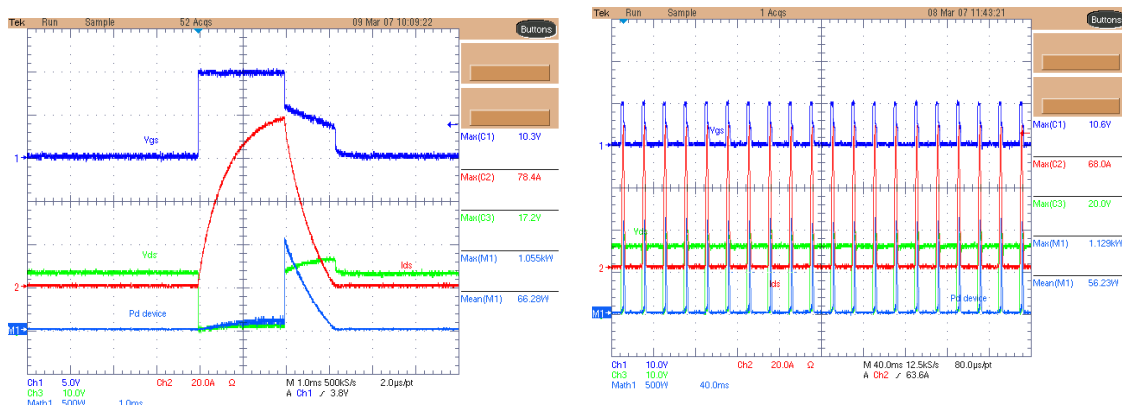 Tek Run Sample 52 Acqs 09 Mar 07 10:09:22
Buttons
Vgs
1
Max(C1) 10.3V
Max(C2) 78.4A
Max(C3) 17.2V
Vds
Ids
2
Max(M1) 1.055kW
Mean(M1) 66.28W
Pd device
M1
Ch1 5.0V Ch2 20.0A Ω M 1.0ms 500kS/s 2.0µs/pt
Ch3 10.0V A Ch1 / 3.8V
Math1 500W 1.0ms
Tek Run Sample 1 Acqs 08 Mar 07 11:43:21
Buttons
Max(C1) 10.6V
Vgs
1
Max(C2) 68.0A
Max(C3) 20.0V
Vds
Max(M1) 1.129kW
2
Ids
Mean(M1) 56.23W
Pd device
M1
Ch1 10.0V Ch2 20.0A Ω M 40.0ms 12.5kS/s 80.0µs/pt
Ch3 10.0V A Ch2 / 63.6A
Math1 500W 40.0ms